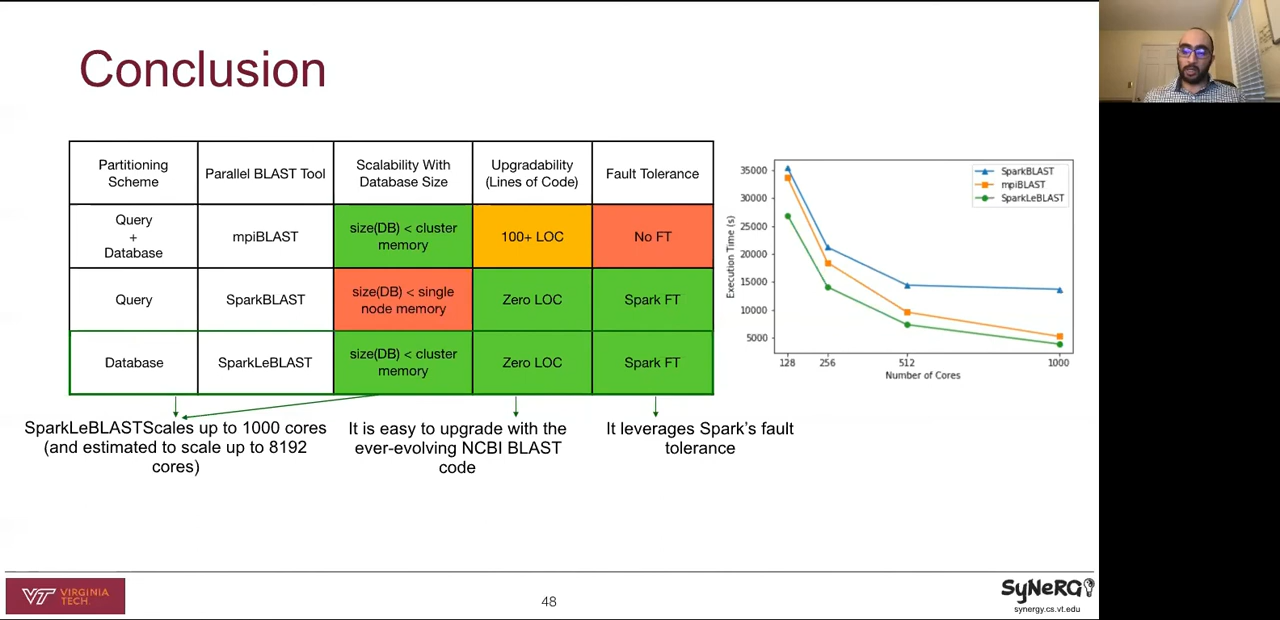 Conclusion
Partitioning
Scheme
Parallel BLAST Tool
Scalability With
Database Size
Upgradability
(Lines of Code)
Fault Tolerance
Query
+
Database
mpiBLAST
size(DB) < cluster
memory
100+ LOC
No FT
Query
SparkBLAST
size(DB) < single
node memory
Zero LOC
Spark FT
Database
SparkLeBLAST
size(DB) < cluster
memory
Zero LOC
Spark FT
SparkLeBLASTScales up to 1000 cores
(and estimated to scale up to 8192
cores)
It is easy to upgrade with the
ever-evolving NCBI BLAST
code
It leverages Spark's fault
tolerance
SparkBLAST
mpiBLAST
SparkLeBLAST
Execution Time (s)
35000
30000
25000
20000
15000
10000
5000
128
256
512
1000
Number of Cores
VT VIRGINIA
TECH.
48
SyNeRGy
synergy.cs.vt.edu